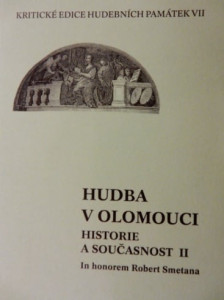 KRITICKÉ EDICE HUDEBNÍCH PAMÁTEK VII
HUDBA
V OLOMOUCI
HISTORIE
A SOUČASNOST II
In honorem Robert Smetana